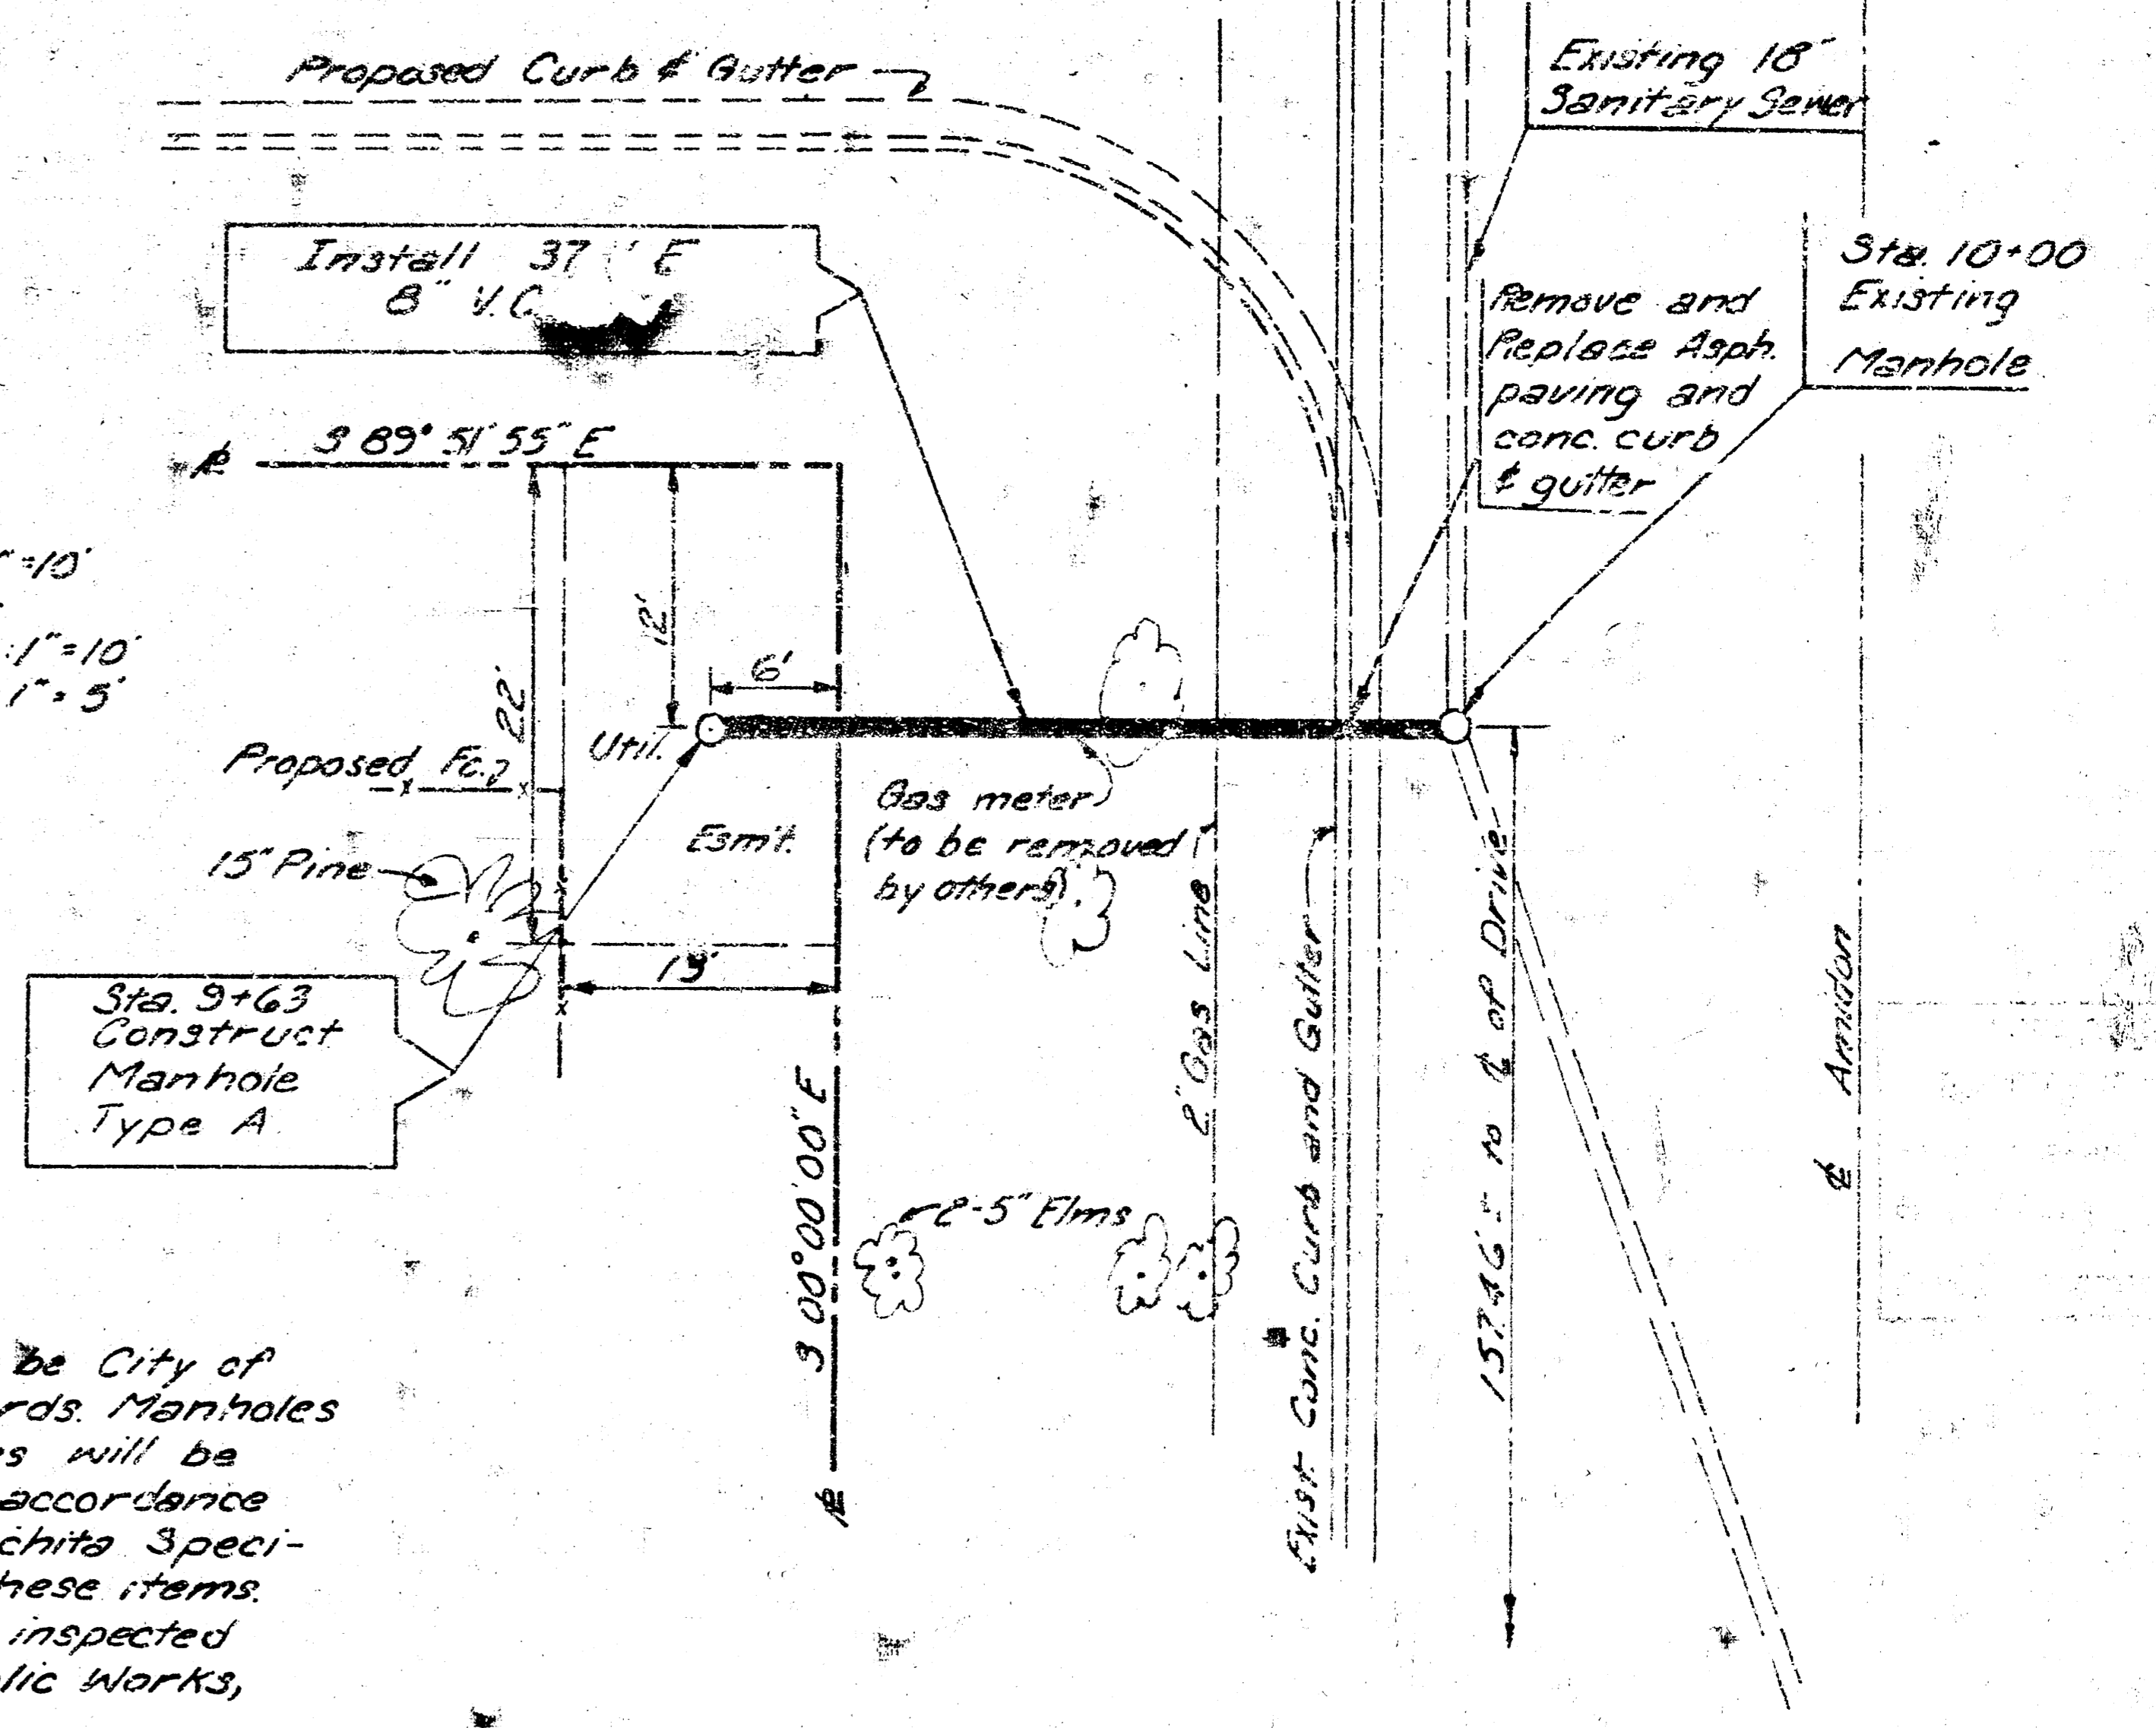 Proposed Curb & Gutter
Existing 18"
Sanitary Sewer
Install 37 ' E
8" V.C.
Sta. 10+00
Existing
Manhole
Remove and
Replace Asph.
paving and
conc. curb
& gutter
S 89° 51' 55" E
"=10'
:1"=10'
1"=5'
12'
22'
6'
Util.
Esm't.
Proposed Fc.
15" Pine
Gas meter
(to be removed
by others)
2" Gas Line
Exist. Conc. Curb and Gutter
to ℄ of Drive
℄ Amidon
13'
Sta. 9+63
Construct
Manhole
Type A
S 00° 00' 00" E
2-5" Elms
be City of
rds. Manholes
es will be
accordance
chita Speci-
hese items.
inspected
lic Works,